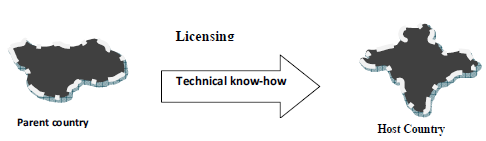 Licensing
Technical know-how
Parent country
Host Country